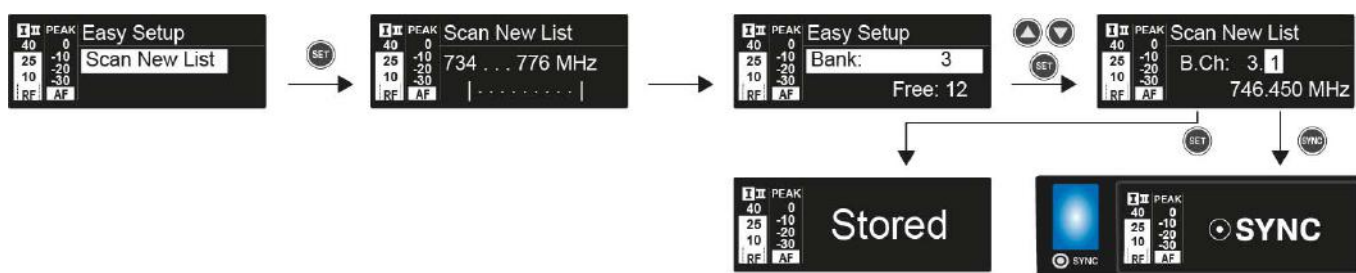 I II PEAK Easy Setup
40 0
25 -10 Scan New List
-20
10 -30
RF AF
SET
I II PEAK Scan New List
40 0
25 -10 734 . . . 776 MHz
-20
10 -30 | . . . . . . . . . |
RF AF
I II PEAK Easy Setup
40 0
25 -10 Bank: 3
-20
10 -30 Free: 12
RF AF
SET
I II PEAK Scan New List
40 0
25 -10 B.Ch: 3.1
-20
10 -30 746.450 MHz
RF AF
SET
SYNC
I II PEAK
40 0
25 -10 Stored
-20
10 -30
RF AF
SYNC
I II PEAK
40 0
25 -10 SYNC
-20
10 -30
RF AF